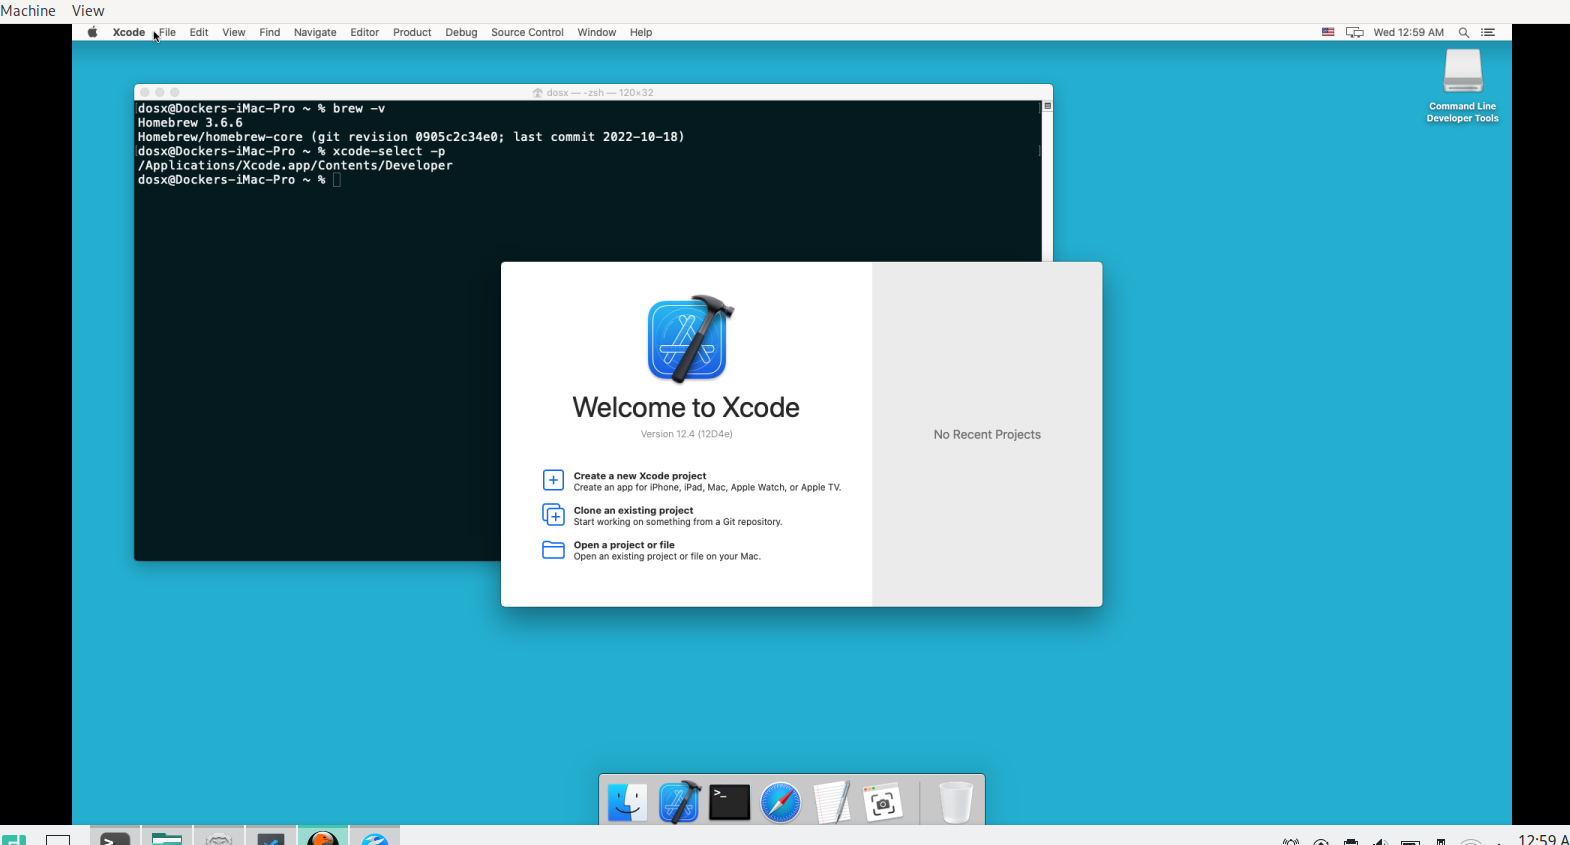 Machine View
Xcode File Edit View Find Navigate Editor Product Debug Source Control Window Help Wed 12:59 AM
Command Line
Developer Tools
dosx — -zsh — 120×32
dosx@Dockers-iMac-Pro ~ % brew -v
Homebrew 3.6.6
Homebrew/homebrew-core (git revision 0905c2c34e0; last commit 2022-10-18)
dosx@Dockers-iMac-Pro ~ % xcode-select -p
/Applications/Xcode.app/Contents/Developer
dosx@Dockers-iMac-Pro ~ %
Welcome to Xcode
Version 12.4 (12D4e)
Create a new Xcode project
Create an app for iPhone, iPad, Mac, Apple Watch, or Apple TV.
Clone an existing project
Start working on something from a Git repository.
Open a project or file
Open an existing project or file on your Mac.
No Recent Projects
>_
12:59 A